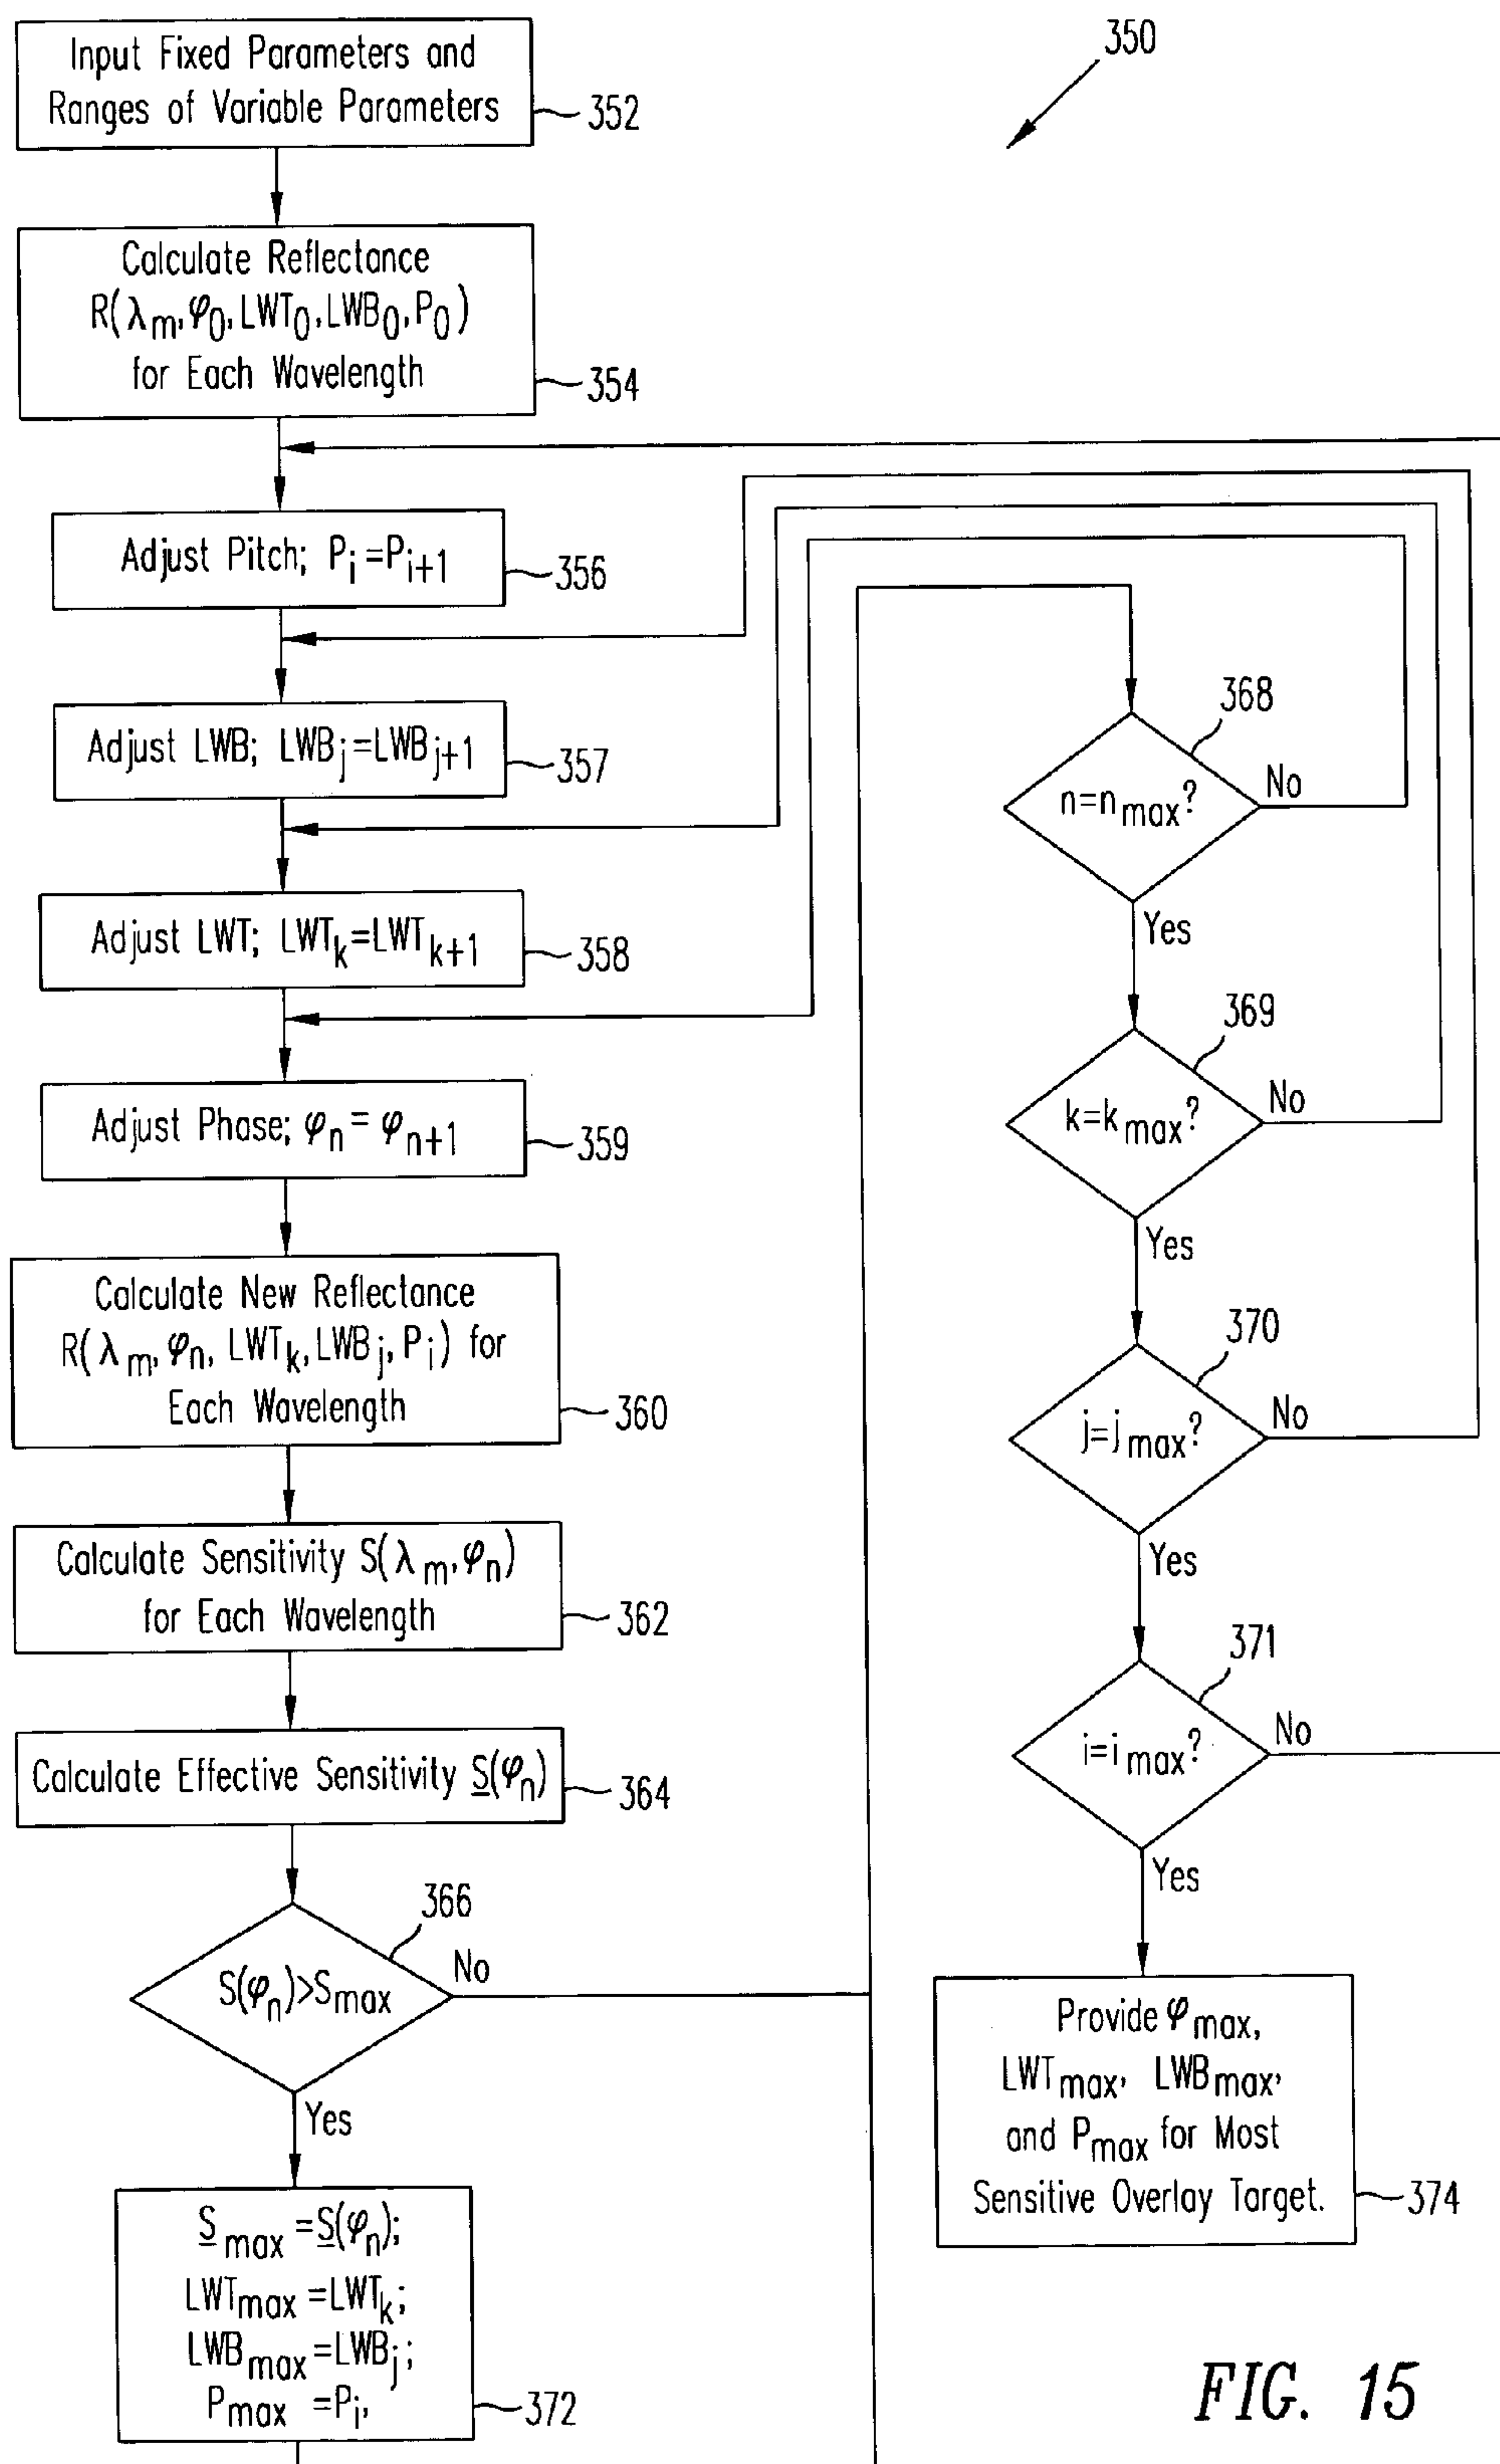 350
Input Fixed Parameters and
Ranges of Variable Parameters
352
Calculate Reflectance
R(λm, φ0, LWT0, LWB0, P0)
for Each Wavelength
354
Adjust Pitch; Pi=Pi+1
356
Adjust LWB; LWBj=LWBj+1
357
Adjust LWT; LWTk=LWTk+1
358
Adjust Phase; φn = φn+1
359
Calculate New Reflectance
R(λm, φn, LWTk, LWBj, Pi) for
Each Wavelength
360
Calculate Sensitivity S(λm, φn)
for Each Wavelength
362
Calculate Effective Sensitivity S(φn)
364
366
S(φn)>Smax
No
Yes
Smax =S(φn);
LWTmax =LWTk;
LWBmax =LWBj;
Pmax =Pi,
372
368
n=nmax?
No
Yes
369
k=kmax?
No
Yes
370
j=jmax?
No
Yes
371
i=imax?
No
Yes
Provide φmax,
LWTmax, LWBmax,
and Pmax for Most
Sensitive Overlay Target.
374
FIG. 15